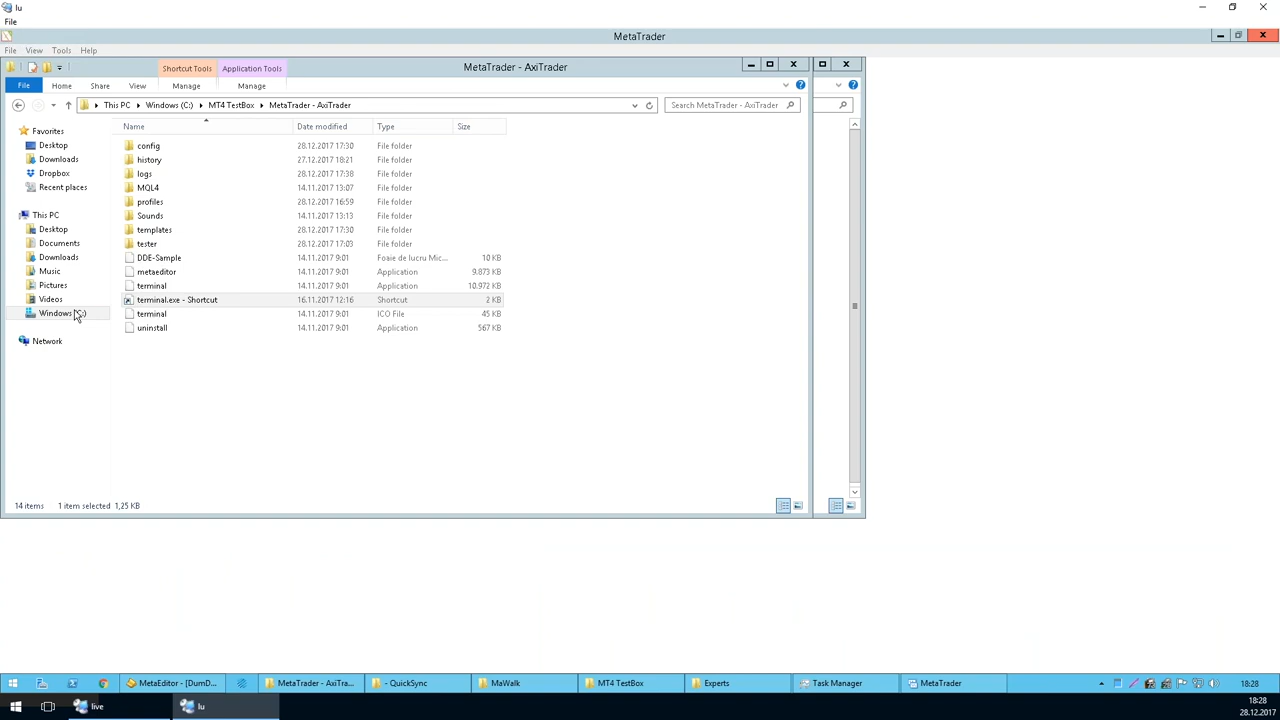 lu
File
MetaTrader
File View Tools Help
Shortcut Tools Application Tools MetaTrader - AxiTrader
File Home Share View Manage Manage
This PC Windows (C:) MT4 TestBox MetaTrader - AxiTrader Search MetaTrader - AxiTrader
Name Date modified Type Size
Favorites
Desktop
Downloads
Dropbox
Recent places
This PC
Desktop
Documents
Downloads
Music
Pictures
Videos
Windows (C:)
Network
config 28.12.2017 17:30 File folder
history 27.12.2017 18:21 File folder
logs 28.12.2017 17:38 File folder
MQL4 14.11.2017 13:07 File folder
profiles 28.12.2017 16:59 File folder
Sounds 14.11.2017 13:13 File folder
templates 28.12.2017 17:30 File folder
tester 28.12.2017 17:03 File folder
DDE-Sample 14.11.2017 9:01 Foaie de lucru Mic... 10 KB
metaeditor 14.11.2017 9:01 Application 9.873 KB
terminal 14.11.2017 9:01 Application 10.972 KB
terminal.exe - Shortcut 16.11.2017 12:16 Shortcut 2 KB
terminal 14.11.2017 9:01 ICO File 45 KB
uninstall 14.11.2017 9:01 Application 567 KB
14 items 1 item selected 1,25 KB
MetaEditor - [DumD... MetaTrader - AxiTra... - QuickSync MaWalk MT4 TestBox Experts Task Manager MetaTrader 18:28
live lu 18:28
28.12.2017